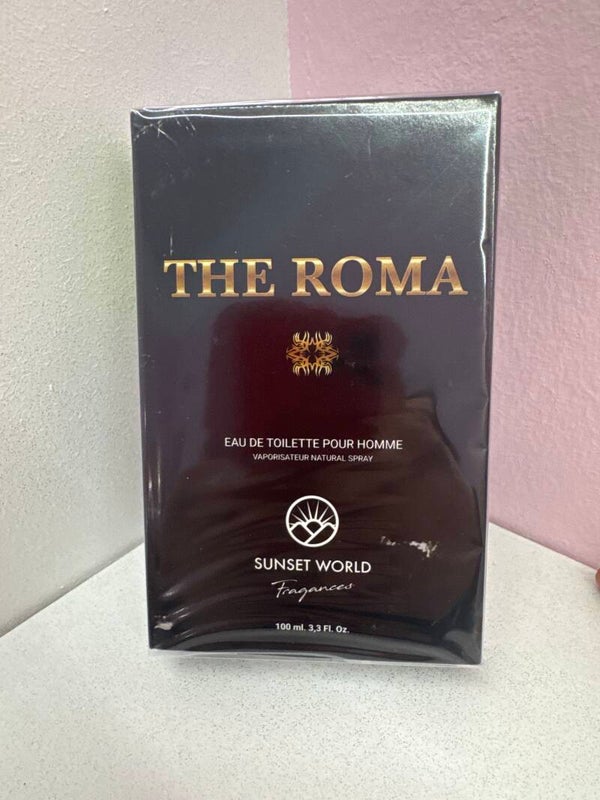 THE ROMA
EAU DE TOILETTE POUR HOMME
VAPORISATEUR NATURAL SPRAY
SUNSET WORLD
Fragances
100 ml. 3,3 Fl. Oz.